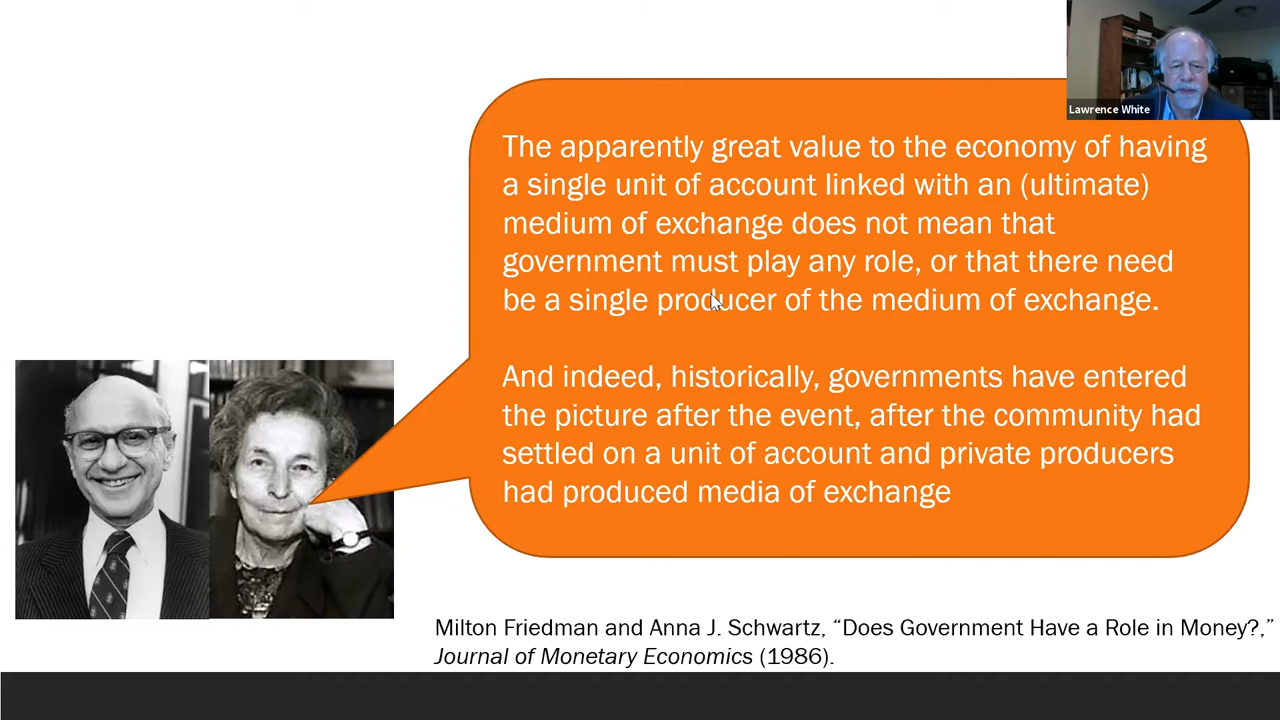 Lawrence White
The apparently great value to the economy of having
a single unit of account linked with an (ultimate)
medium of exchange does not mean that
government must play any role, or that there need
be a single producer of the medium of exchange.
And indeed, historically, governments have entered
the picture after the event, after the community had
settled on a unit of account and private producers
had produced media of exchange
Milton Friedman and Anna J. Schwartz, “Does Government Have a Role in Money?,”
Journal of Monetary Economics (1986).